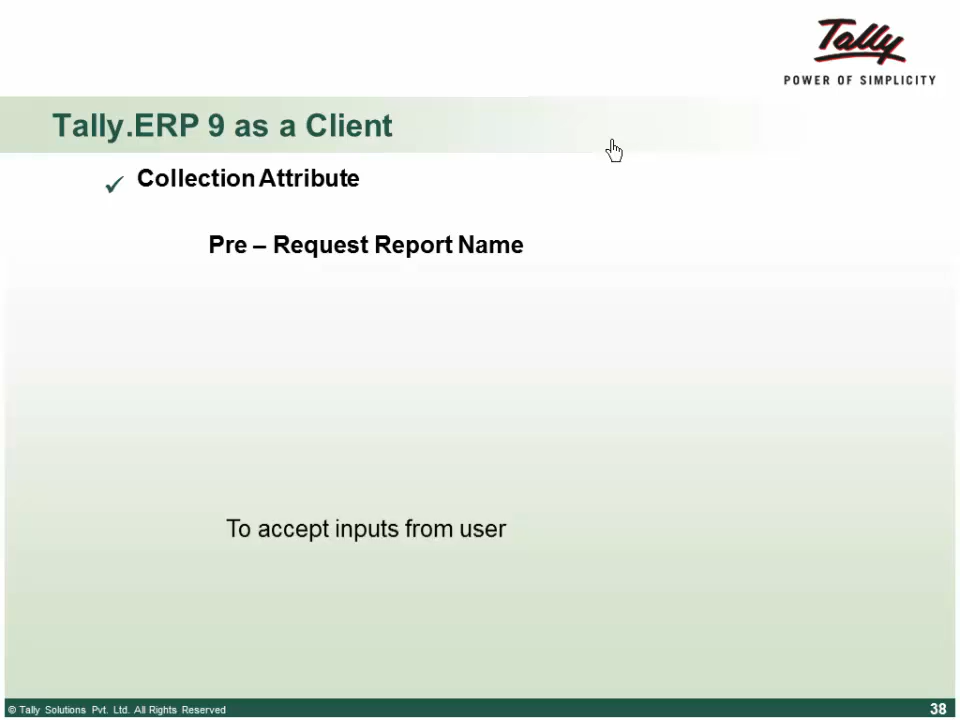 Tally
POWER OF SIMPLICITY
Tally.ERP 9 as a Client
✓ Collection Attribute
Pre – Request Report Name
To accept inputs from user
© Tally Solutions Pvt. Ltd. All Rights Reserved
38